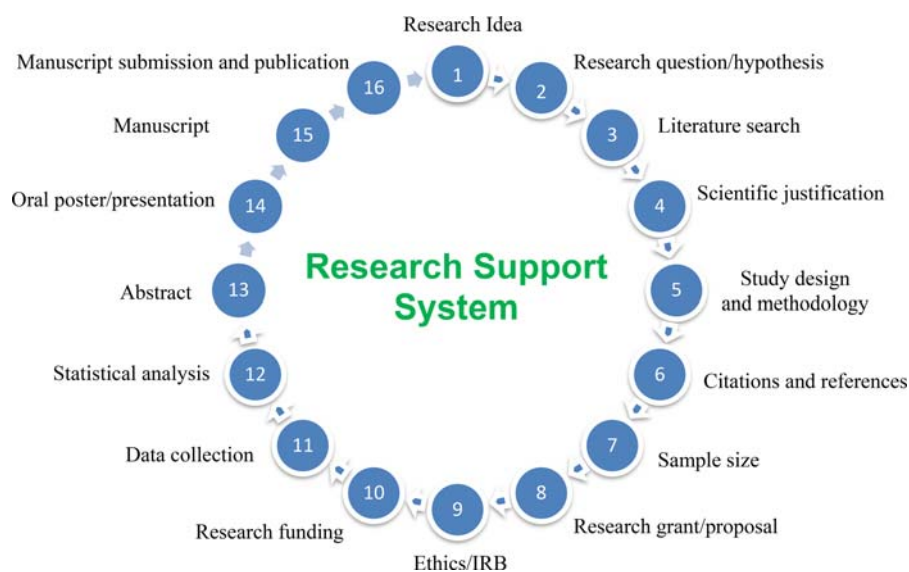 Research Idea
1
Research question/hypothesis
2
Literature search
3
Scientific justification
4
Study design
and methodology
5
Citations and references
6
Sample size
7
Research grant/proposal
8
Ethics/IRB
9
Research funding
10
Data collection
11
Statistical analysis
12
Abstract
13
Oral poster/presentation
14
Manuscript
15
Manuscript submission and publication
16
Research Support
System